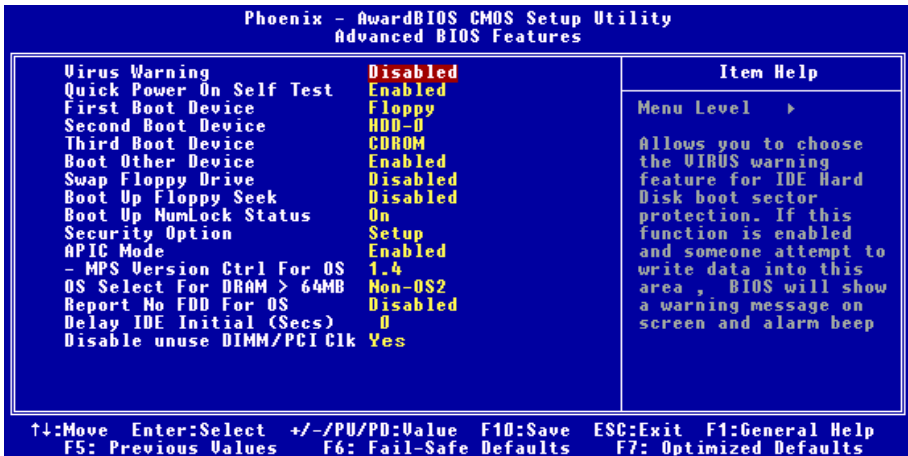 Phoenix - AwardBIOS CMOS Setup Utility
Advanced BIOS Features
Virus Warning Disabled
Quick Power On Self Test Enabled
First Boot Device Floppy
Second Boot Device HDD-0
Third Boot Device CDROM
Boot Other Device Enabled
Swap Floppy Drive Disabled
Boot Up Floppy Seek Disabled
Boot Up NumLock Status On
Security Option Setup
APIC Mode Enabled
- MPS Version Ctrl For OS 1.4
OS Select For DRAM > 64MB Non-OS2
Report No FDD For OS Disabled
Delay IDE Initial (Secs) 0
Disable unuse DIMM/PCI Clk Yes
Item Help
Menu Level ▸
Allows you to choose
the VIRUS warning
feature for IDE Hard
Disk boot sector
protection. If this
function is enabled
and someone attempt to
write data into this
area , BIOS will show
a warning message on
screen and alarm beep
↑↓:Move Enter:Select +/-/PU/PD:Value F10:Save ESC:Exit F1:General Help
F5: Previous Values F6: Fail-Safe Defaults F7: Optimized Defaults